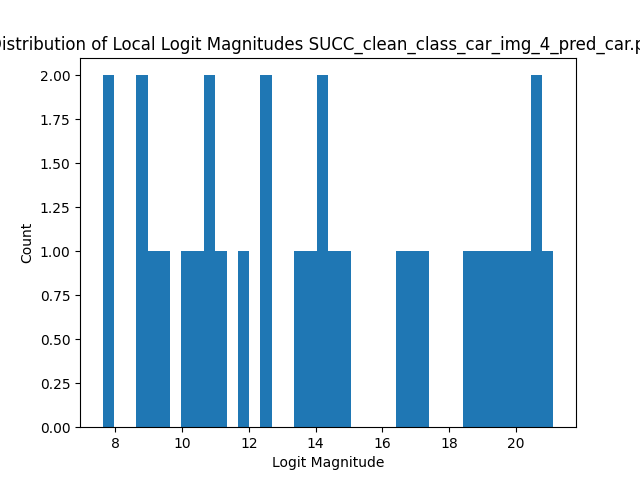 istribution of Local Logit Magnitudes SUCC_clean_class_car_img_4_pred_car.p
2.00
1.75
1.50
1.25
1.00
0.75
0.50
0.25
0.00
Count
8 10 12 14 16 18 20
Logit Magnitude